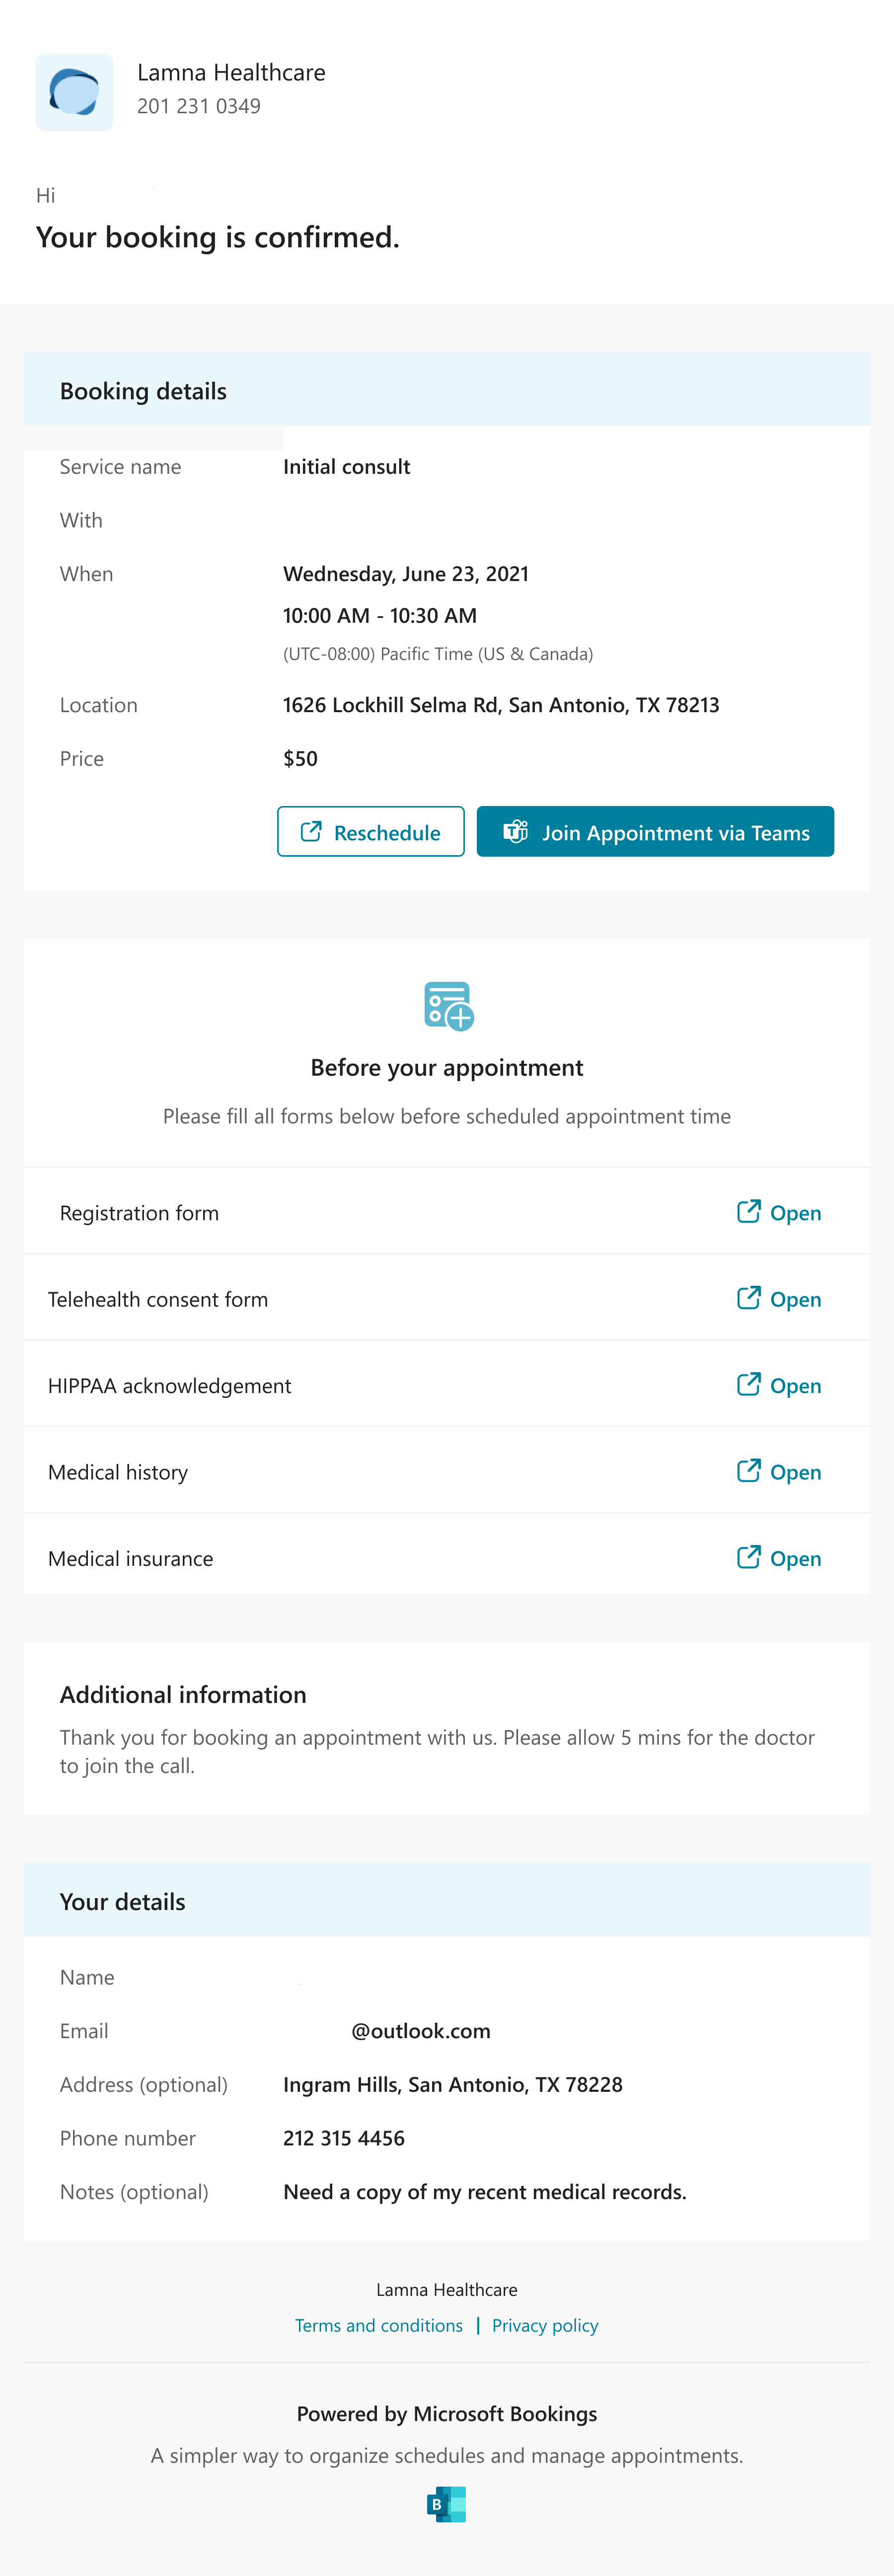 Lamna Healthcare
201 231 0349
Hi
Your booking is confirmed.
Booking details
Service name Initial consult
With
When Wednesday, June 23, 2021
10:00 AM - 10:30 AM
(UTC-08:00) Pacific Time (US & Canada)
Location 1626 Lockhill Selma Rd, San Antonio, TX 78213
Price $50
Reschedule Join Appointment via Teams
Before your appointment
Please fill all forms below before scheduled appointment time
Registration form Open
Telehealth consent form Open
HIPPAA acknowledgement Open
Medical history Open
Medical insurance Open
Additional information
Thank you for booking an appointment with us. Please allow 5 mins for the doctor
to join the call.
Your details
Name
Email @outlook.com
Address (optional) Ingram Hills, San Antonio, TX 78228
Phone number 212 315 4456
Notes (optional) Need a copy of my recent medical records.
Lamna Healthcare
Terms and conditions | Privacy policy
Powered by Microsoft Bookings
A simpler way to organize schedules and manage appointments.
B